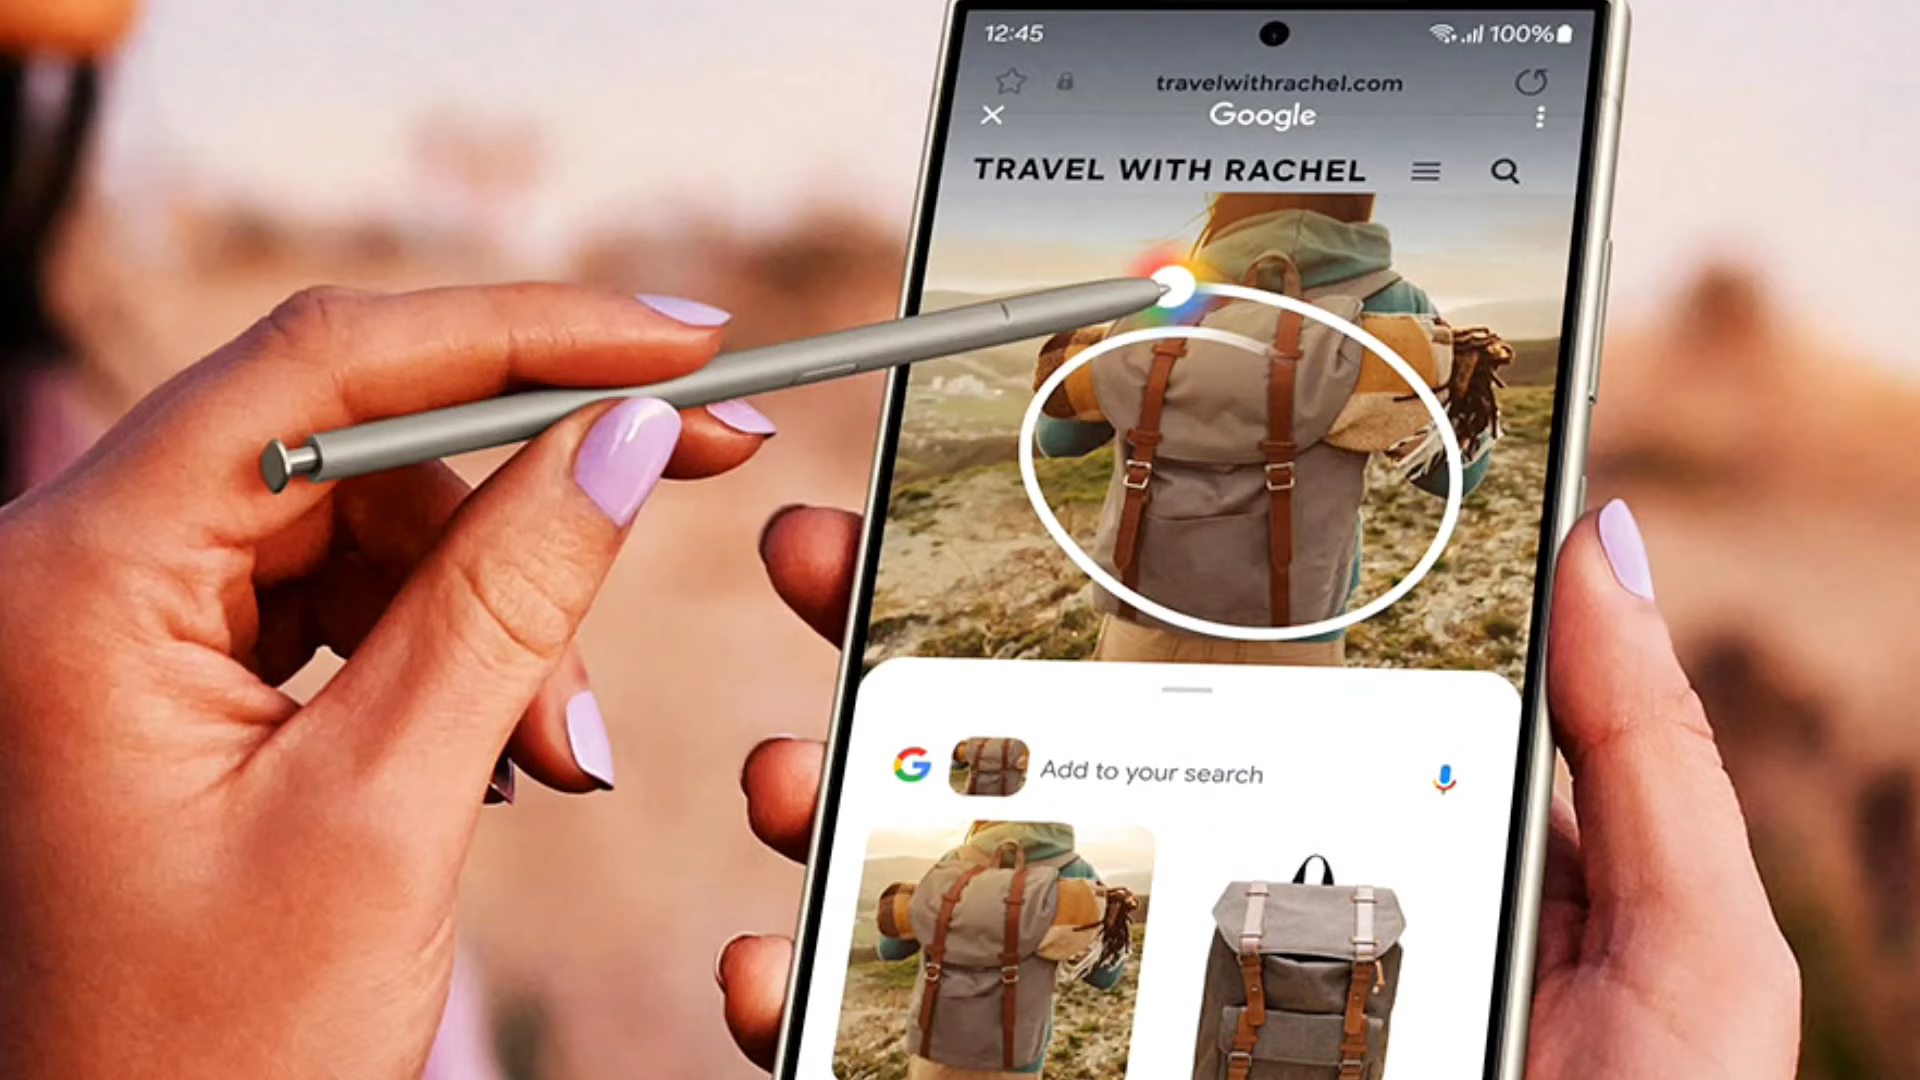 12:45 100%
travelwithrachel.com
Google
TRAVEL WITH RACHEL
G Add to your search